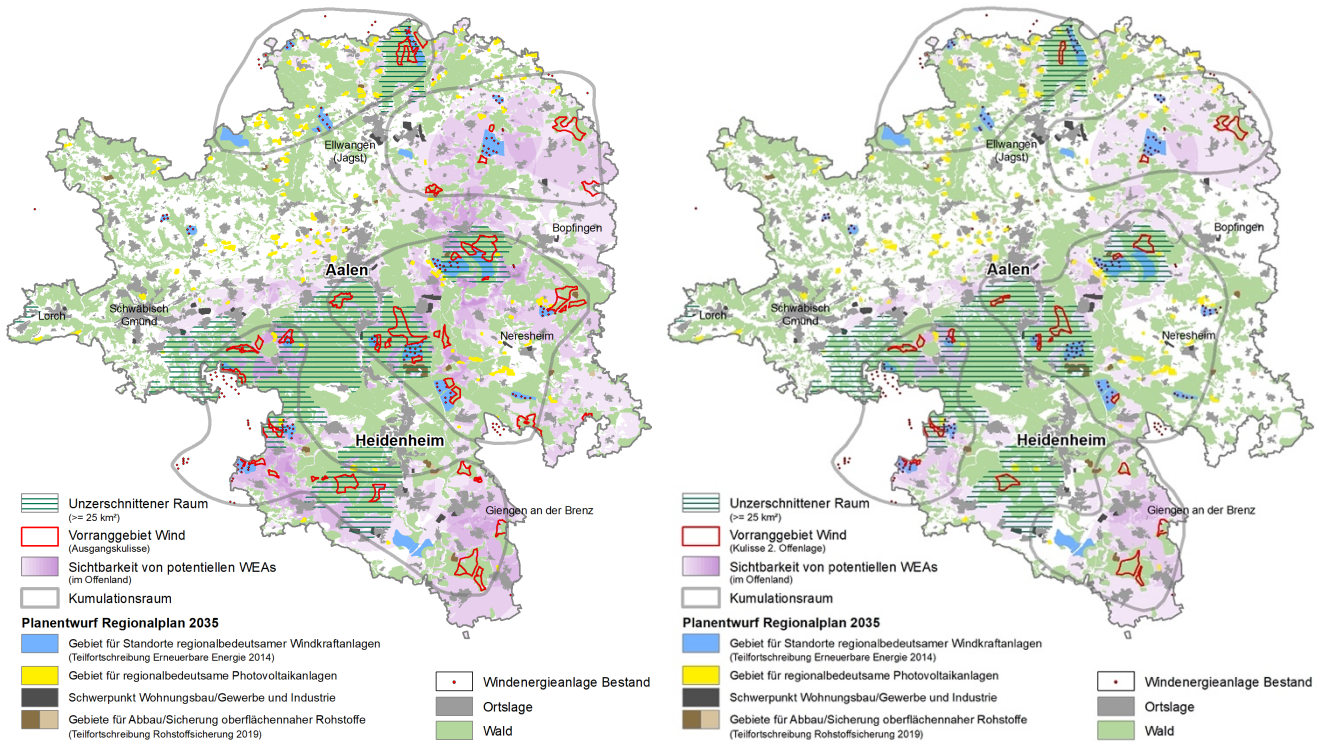 Ellwangen
(Jagst)
Bopfingen
Aalen
Lorch
Schwäbisch
Gmünd
Neresheim
Heidenheim
Giengen an der Brenz
Unzerschnittener Raum
(>= 25 km²)
Vorranggebiet Wind
(Ausgangskulisse)
Sichtbarkeit von potentiellen WEAs
(im Offenland)
Kumulationsraum
Planentwurf Regionalplan 2035
Gebiet für Standorte regionalbedeutsamer Windkraftanlagen
(Teilfortschreibung Erneuerbare Energie 2014)
Gebiet für regionalbedeutsame Photovoltaikanlagen
Schwerpunkt Wohnungsbau/Gewerbe und Industrie
Gebiete für Abbau/Sicherung oberflächennaher Rohstoffe
(Teilfortschreibung Rohstoffsicherung 2019)
Windenergieanlage Bestand
Ortslage
Wald
Ellwangen
(Jagst)
Bopfingen
Aalen
Lorch
Schwäbisch
Gmünd
Neresheim
Heidenheim
Giengen an der Brenz
Unzerschnittener Raum
(>= 25 km²)
Vorranggebiet Wind
(Kulisse 2. Offenlage)
Sichtbarkeit von potentiellen WEAs
(im Offenland)
Kumulationsraum
Planentwurf Regionalplan 2035
Gebiet für Standorte regionalbedeutsamer Windkraftanlagen
(Teilfortschreibung Erneuerbare Energie 2014)
Gebiet für regionalbedeutsame Photovoltaikanlagen
Schwerpunkt Wohnungsbau/Gewerbe und Industrie
Gebiete für Abbau/Sicherung oberflächennaher Rohstoffe
(Teilfortschreibung Rohstoffsicherung 2019)
Windenergieanlage Bestand
Ortslage
Wald